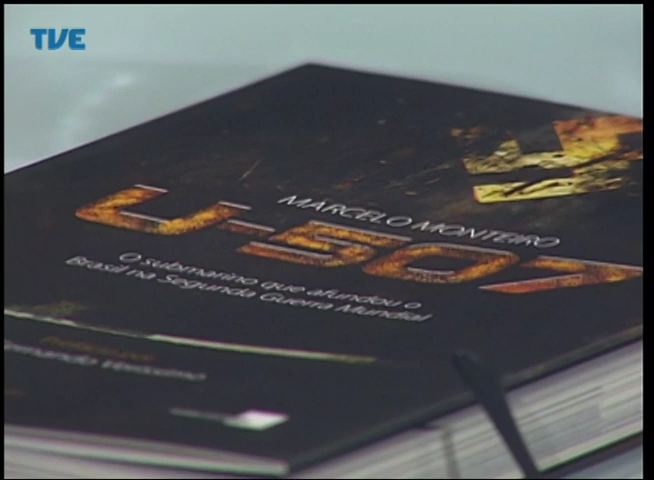 TVE
MARCELO MONTEIRO
U-507
O submarino que afundou o
Brasil na Segunda Guerra Mundial